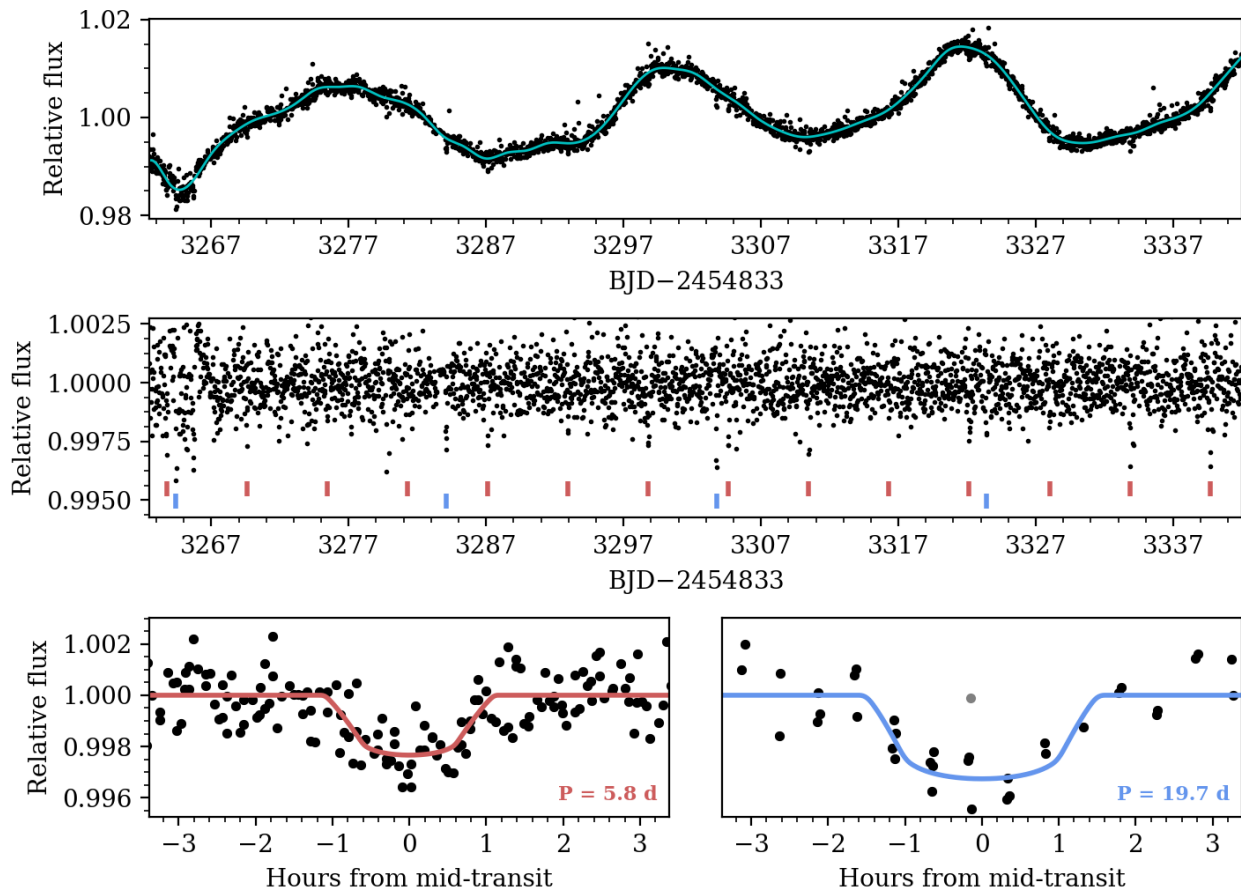 Relative flux
1.02
1.00
0.98
3267 3277 3287 3297 3307 3317 3327 3337
BJD−2454833
Relative flux
1.0025
1.0000
0.9975
0.9950
3267 3277 3287 3297 3307 3317 3327 3337
BJD−2454833
Relative flux
1.002
1.000
0.998
0.996
P = 5.8 d
−3 −2 −1 0 1 2 3
Hours from mid-transit
P = 19.7 d
−3 −2 −1 0 1 2 3
Hours from mid-transit